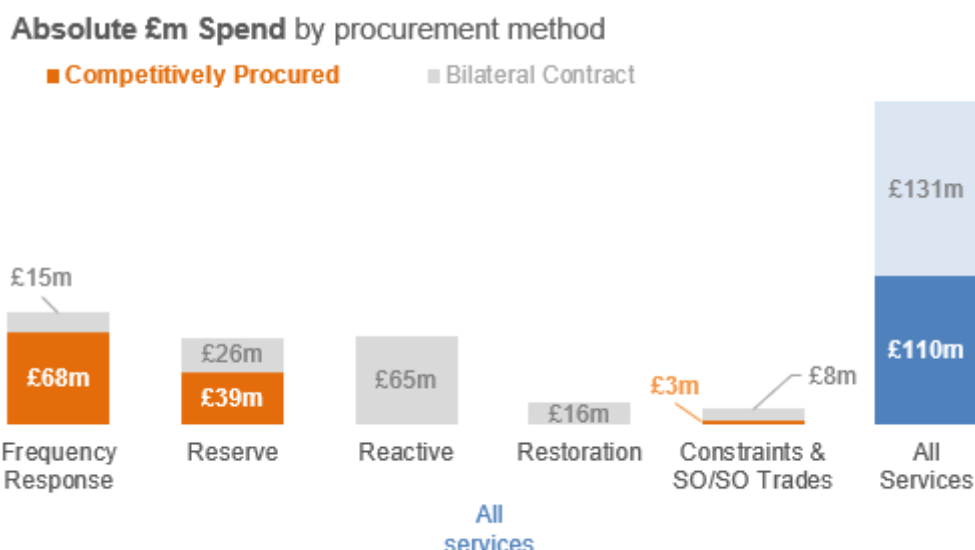 Absolute £m Spend by procurement method
Competitively Procured
Bilateral Contract
£131m
£15m
£110m
£68m
£26m
£39m
£65m
£16m
£3m
£8m
Frequency
Response
Reserve
Reactive
Restoration
Constraints &
SO/SO Trades
All
Services
All
services